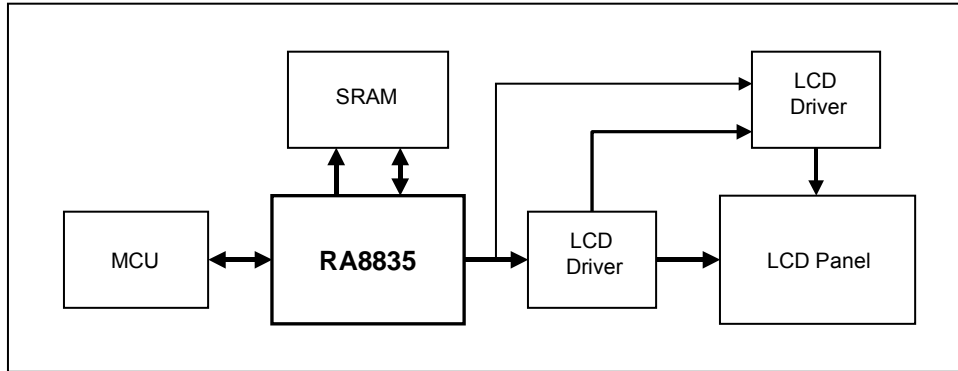 SRAM
LCD
Driver
MCU
RA8835
LCD
Driver
LCD Panel